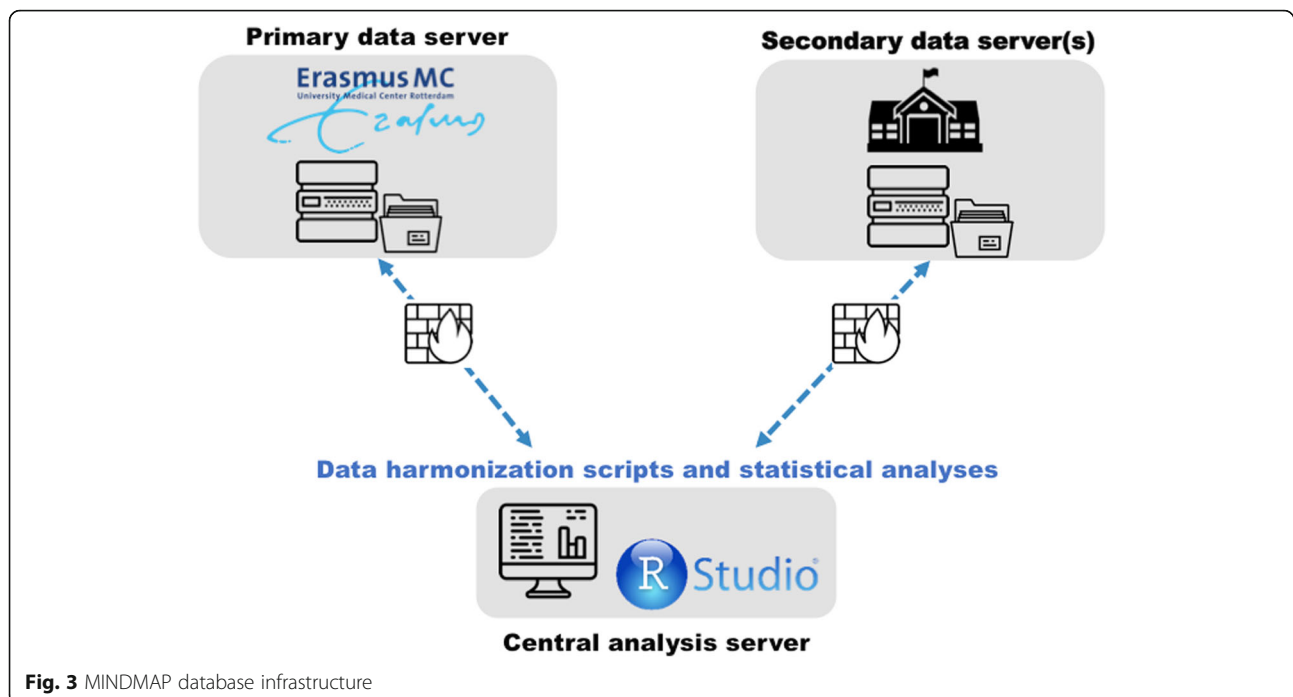 Primary data server
Secondary data server(s)
Erasmus MC
University Medical Center Rotterdam
Erasmus
Data harmonization scripts and statistical analyses
R Studio®
Central analysis server
Fig. 3 MINDMAP database infrastructure